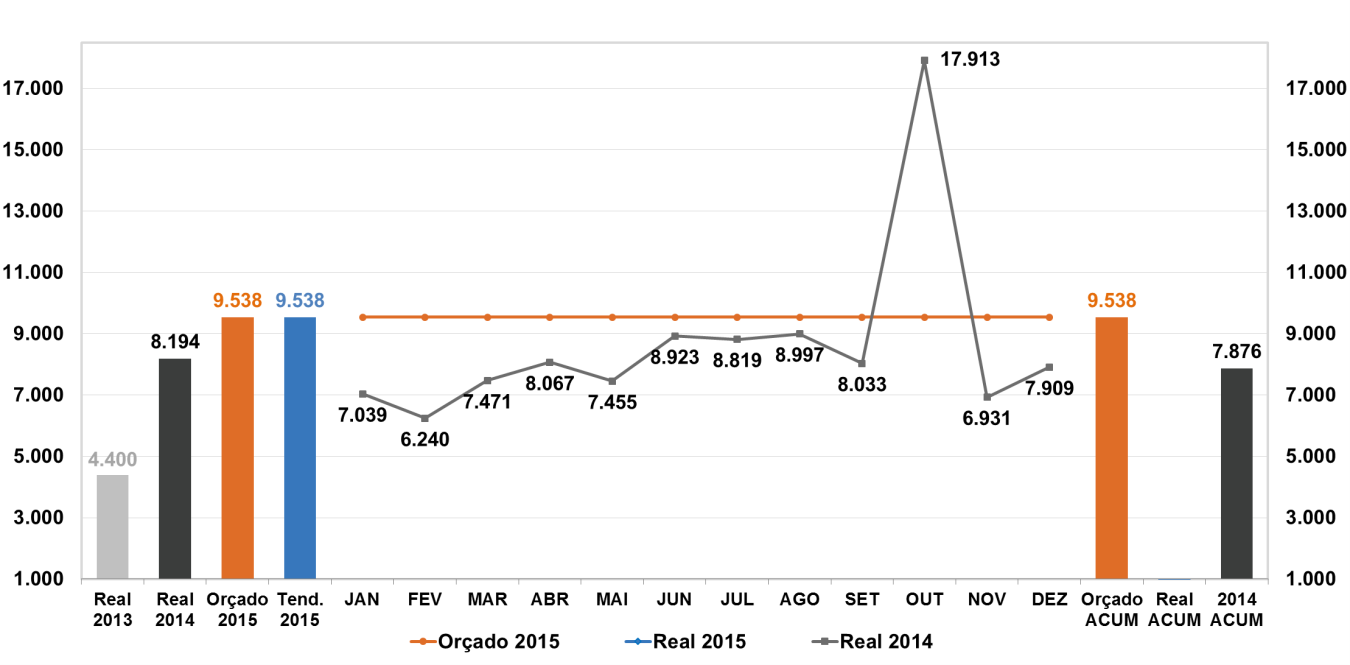 17.913
17.000 17.000
15.000 15.000
13.000 13.000
11.000 11.000
9.538 9.538 9.538
9.000 9.000
8.194 7.876
8.923 8.819 8.997
8.067 8.033 7.909
7.000 7.000
7.471 7.455
7.039 6.931
6.240
5.000 4.400 5.000
3.000 3.000
1.000 1.000
Real Real Orçado Tend. JAN FEV MAR ABR MAI JUN JUL AGO SET OUT NOV DEZ Orçado Real 2014
2013 2014 2015 2015 ACUM ACUM ACUM
Orçado 2015 Real 2015 Real 2014